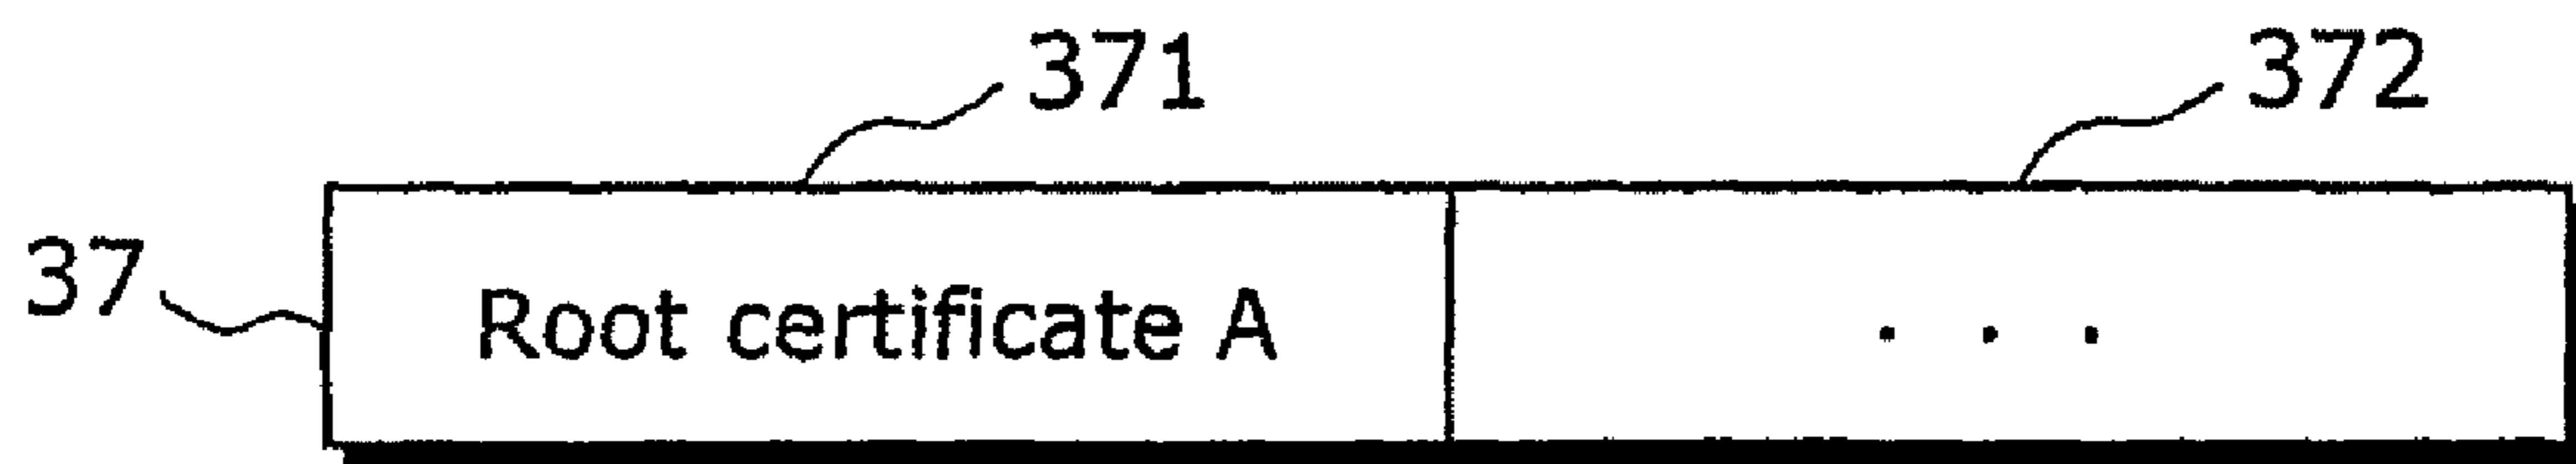 371
372
37
Root certificate A
. . .